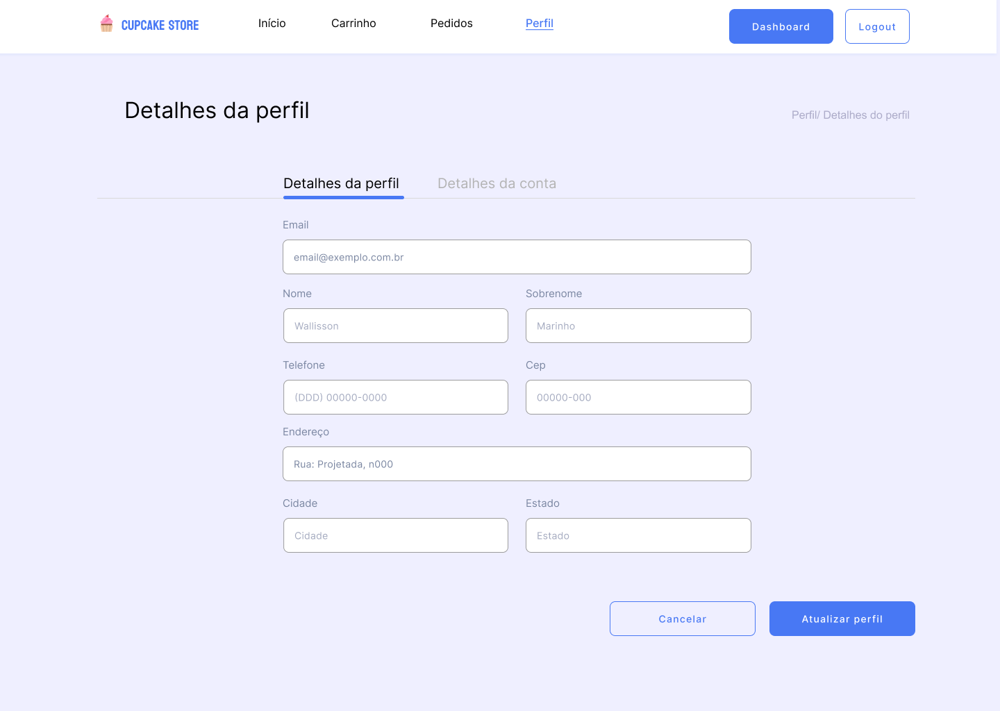 CUPCAKE STORE
Início
Carrinho
Pedidos
Perfil
Dashboard
Logout
Detalhes da perfil
Perfil/ Detalhes do perfil
Detalhes da perfil
Detalhes da conta
Email
email@exemplo.com.br
Nome
Sobrenome
Wallisson
Marinho
Telefone
Cep
(DDD) 00000-0000
00000-000
Endereço
Rua: Projetada, n000
Cidade
Estado
Cidade
Estado
Cancelar
Atualizar perfil